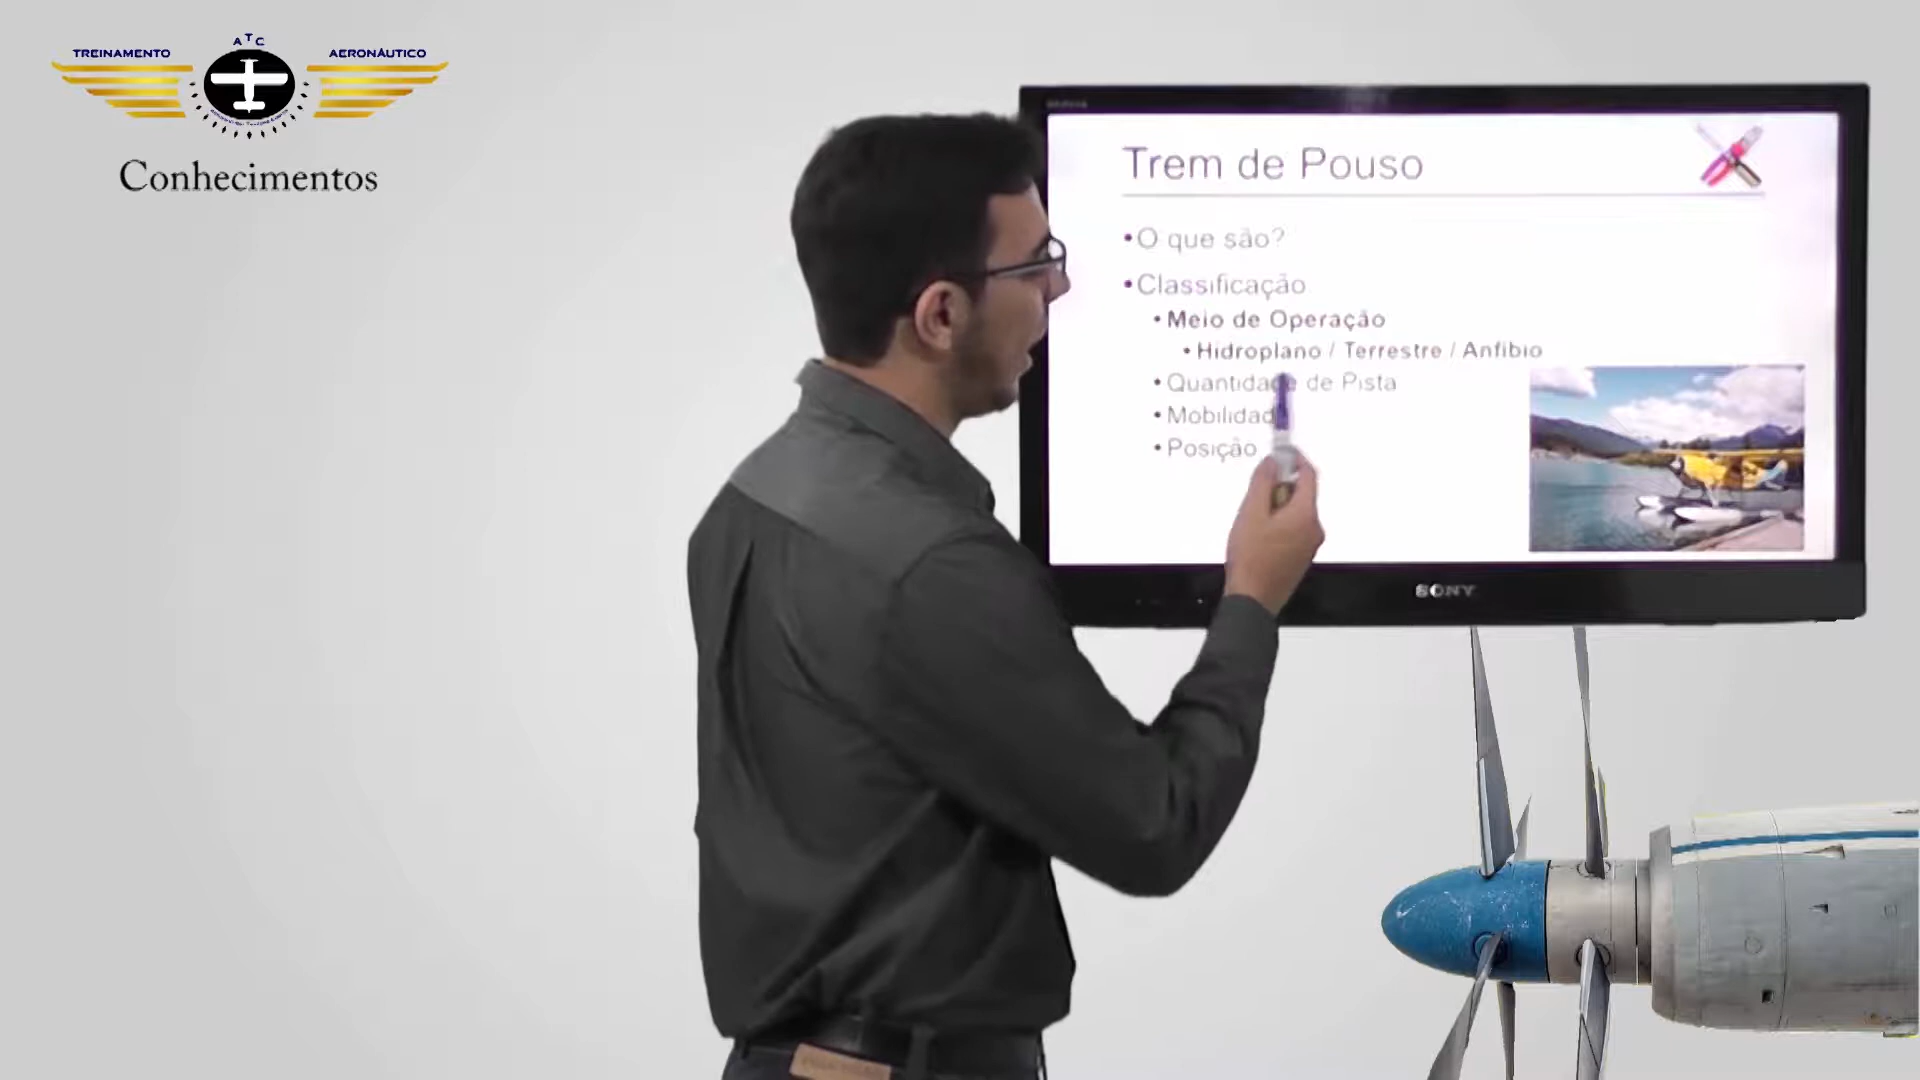 TREINAMENTO
ATC
AERONÁUTICO
Conhecimentos
Trem de Pouso
•O que são?
•Classificação
•Meio de Operação
•Hidroplano / Terrestre / Anfíbio
•Quantidade de Pista
•Mobilidad
•Posição
SONY